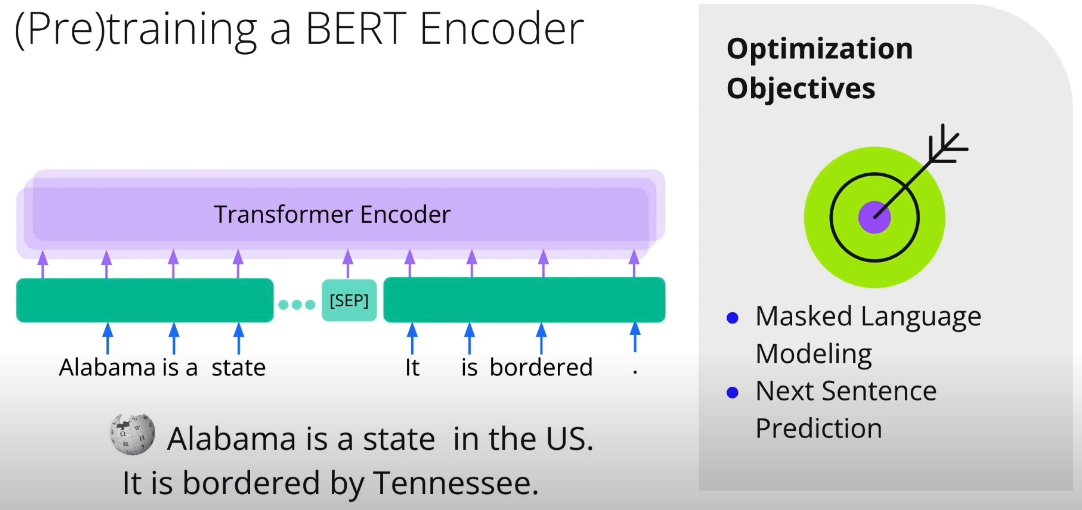 (Pre)training a BERT Encoder
Transformer Encoder
[SEP]
Alabama is a state It is bordered .
Alabama is a state in the US.
It is bordered by Tennessee.
Optimization
Objectives
Masked Language
Modeling
Next Sentence
Prediction